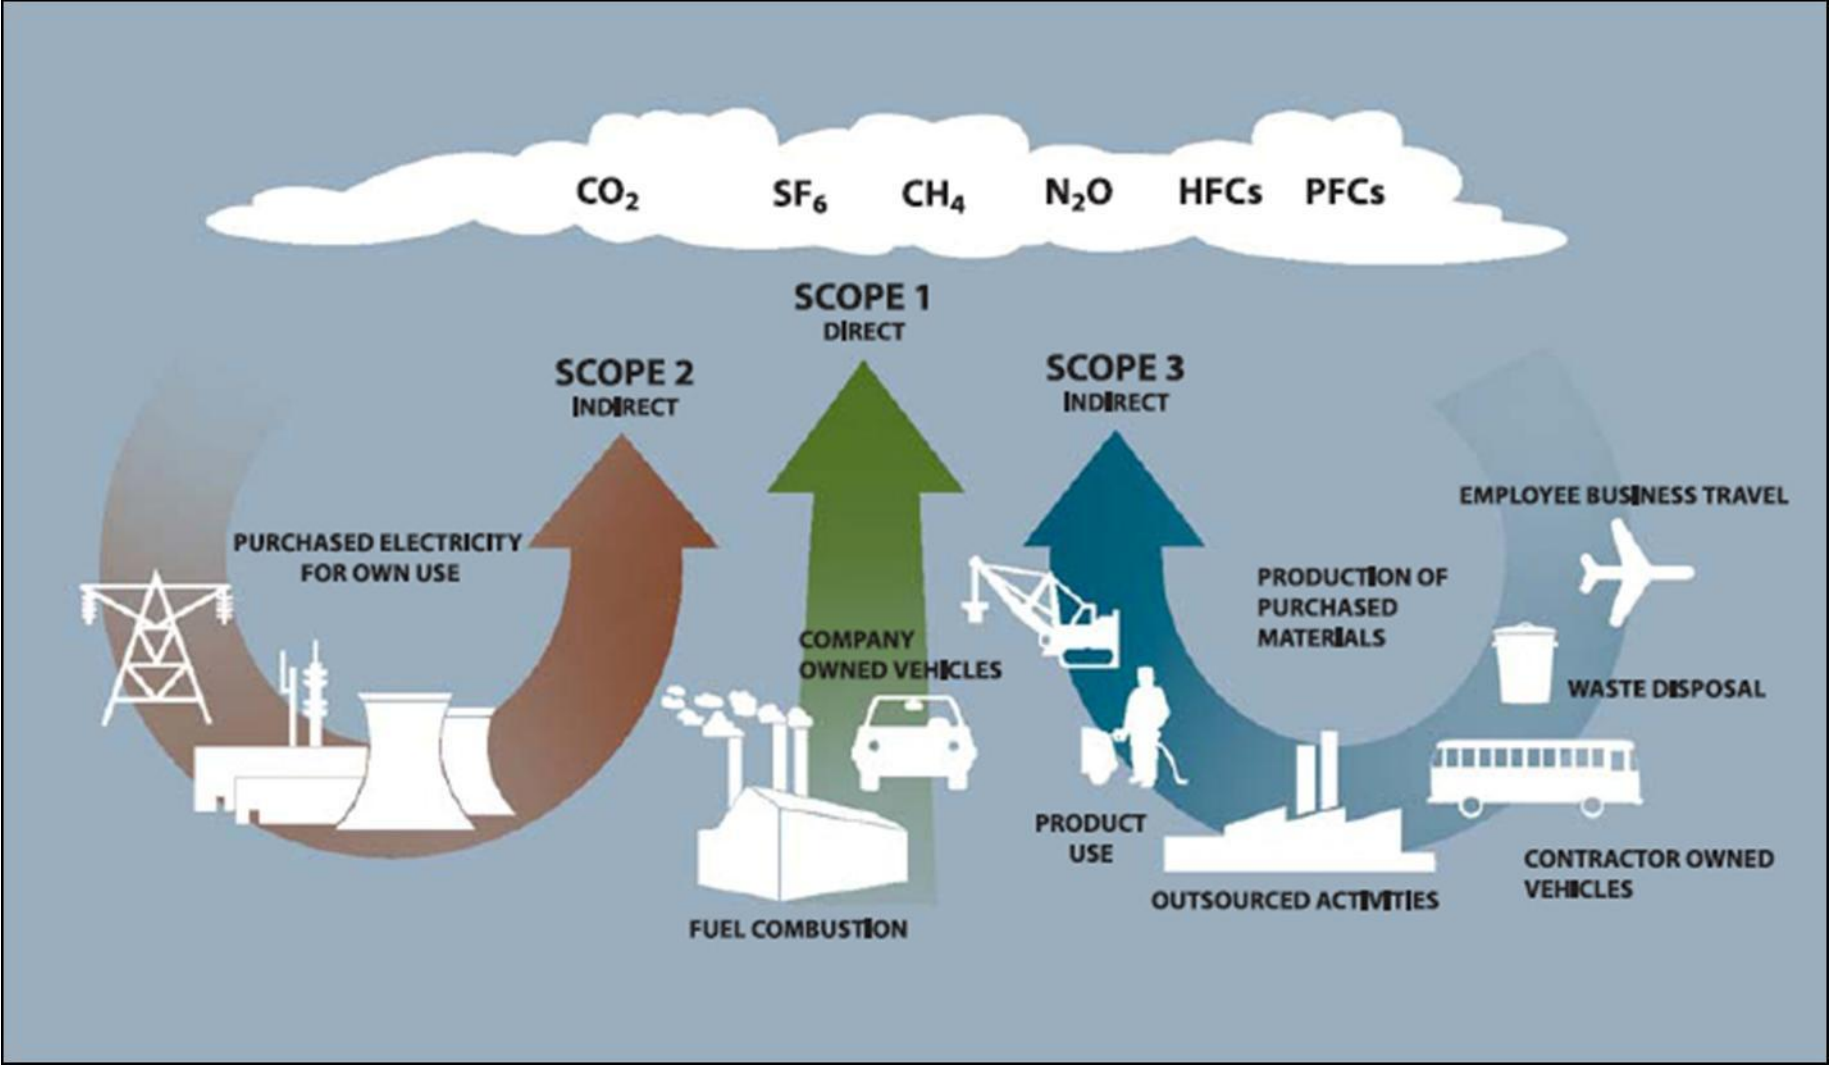 CO₂ SF₆ CH₄ N₂O HFCs PFCs
SCOPE 1
DIRECT
SCOPE 2
INDIRECT
SCOPE 3
INDIRECT
PURCHASED ELECTRICITY
FOR OWN USE
COMPANY
OWNED VEHICLES
FUEL COMBUSTION
EMPLOYEE BUSINESS TRAVEL
PRODUCTION OF
PURCHASED
MATERIALS
WASTE DISPOSAL
PRODUCT
USE
OUTSOURCED ACTIVITIES
CONTRACTOR OWNED
VEHICLES